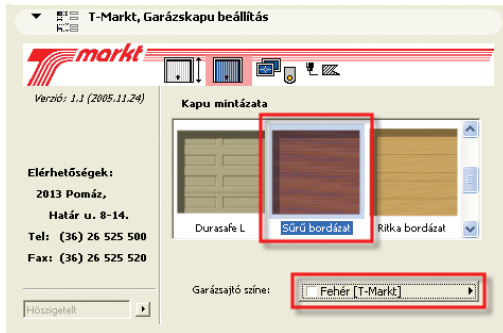 T-Markt, Garázskapu beállítás
markt
Verzió: 1.1 (2005.11.24)
Kapu mintázata
Elérhetőségek:
2013 Pomáz,
Határ u. 8-14.
Tel: (36) 26 525 500
Fax: (36) 26 525 520
Durasafe L
Sűrű bordázat
Ritka bordázat
Garázsajtó színe:
Fehér [T-Markt]
Hőszigetelt